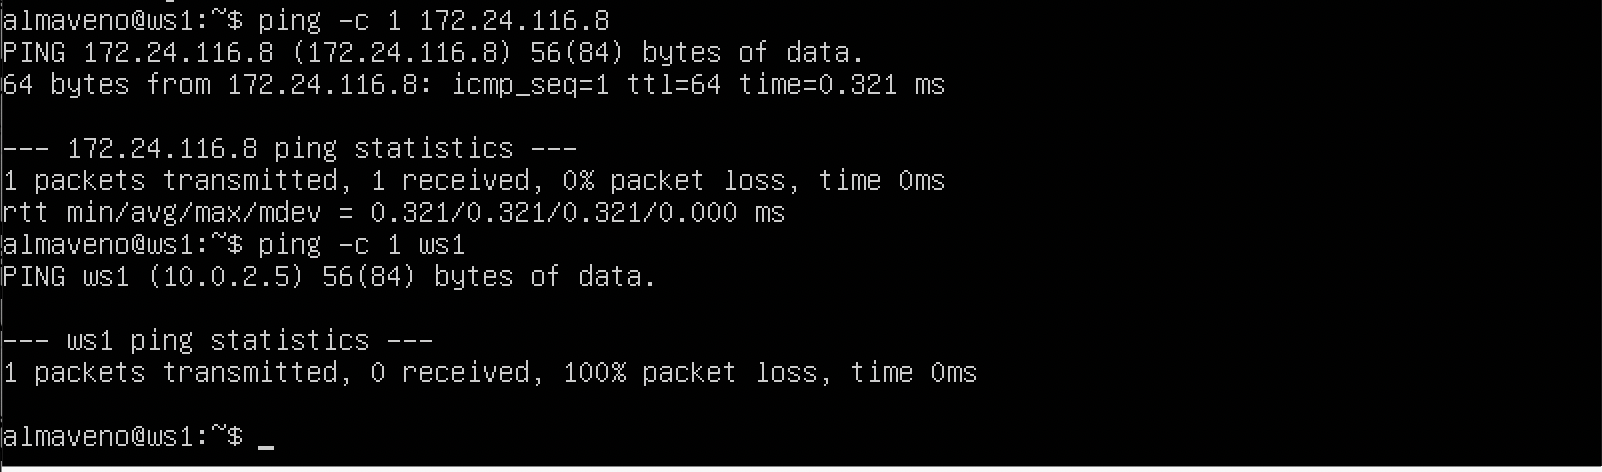 almaveno@ws1:~$ ping -c 1 172.24.116.8
PING 172.24.116.8 (172.24.116.8) 56(84) bytes of data.
64 bytes from 172.24.116.8: icmp_seq=1 ttl=64 time=0.321 ms
--- 172.24.116.8 ping statistics ---
1 packets transmitted, 1 received, 0% packet loss, time 0ms
rtt min/avg/max/mdev = 0.321/0.321/0.321/0.000 ms
almaveno@ws1:~$ ping -c 1 ws1
PING ws1 (10.0.2.5) 56(84) bytes of data.
--- ws1 ping statistics ---
1 packets transmitted, 0 received, 100% packet loss, time 0ms
almaveno@ws1:~$ _